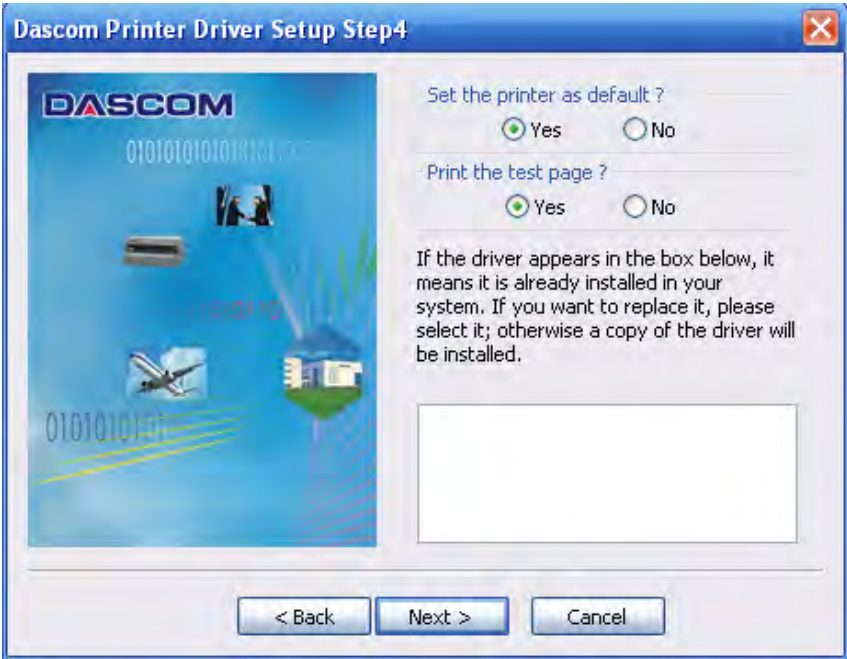 Dascom Printer Driver Setup Step4
DASCOM
Set the printer as default ?
Yes No
Print the test page ?
Yes No
If the driver appears in the box below, it
means it is already installed in your
system. If you want to replace it, please
select it; otherwise a copy of the driver will
be installed.
< Back Next > Cancel